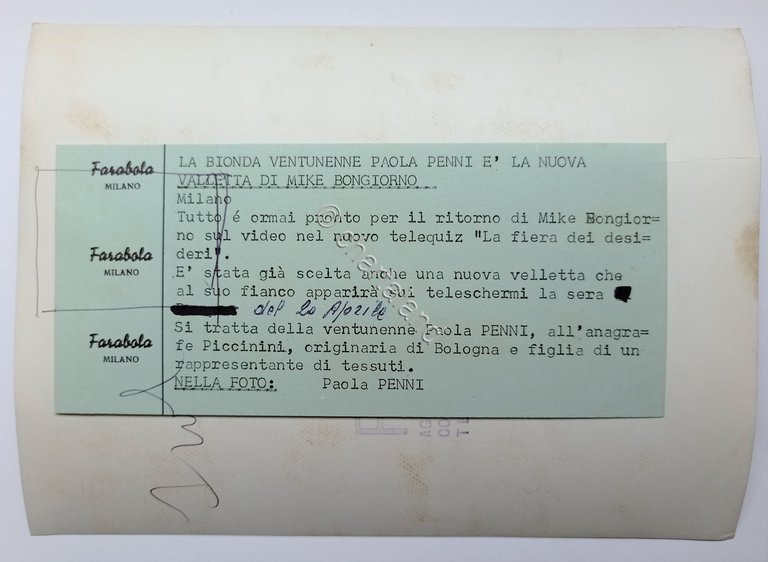 Farabola
MILANO
Farabola
MILANO
Farabola
MILANO
LA BIONDA VENTUNENNE PAOLA PENNI E' LA NUOVA
VALLETTA DI MIKE BONGIORNO
Milano
Tutto é ormai pronto per il ritorno di Mike Bongior=
no sul video nel nuovo telequiz "La fiera dei desi=
deri".
E' stata già scelta anche una nuova velletta che
al suo fianco apparirà sui teleschermi la sera
del 20 Aprile
Si tratta della ventunenne Paola PENNI, all'anagra=
fe Piccinini, originaria di Bologna e figlia di un
rappresentante di tessuti.
NELLA FOTO: Paola PENNI